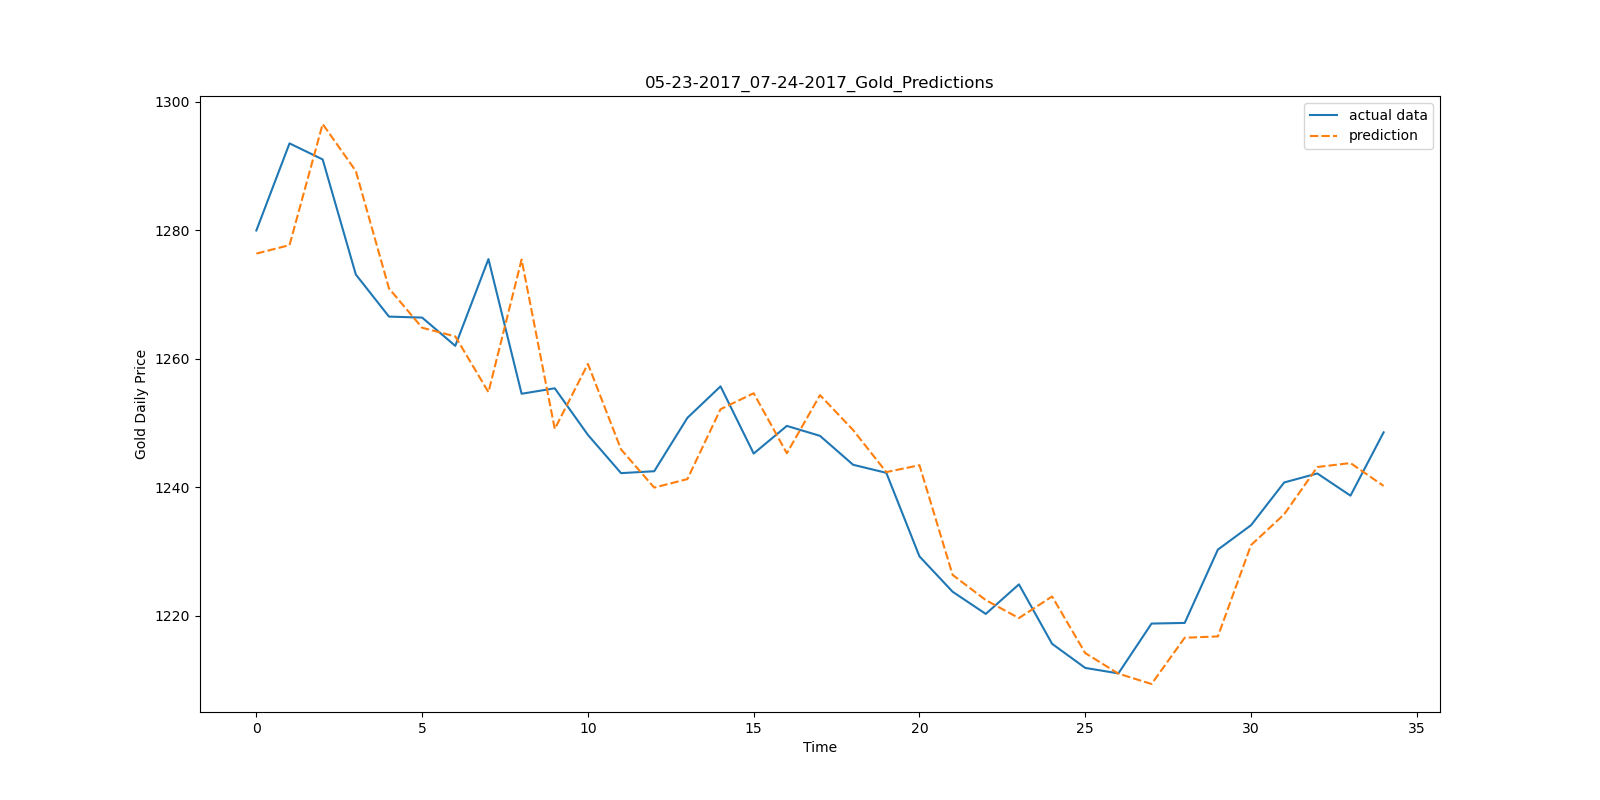 05-23-2017_07-24-2017_Gold_Predictions
1300
1280
1260
1240
1220
Gold Daily Price
actual data
prediction
0 5 10 15 20 25 30 35
Time